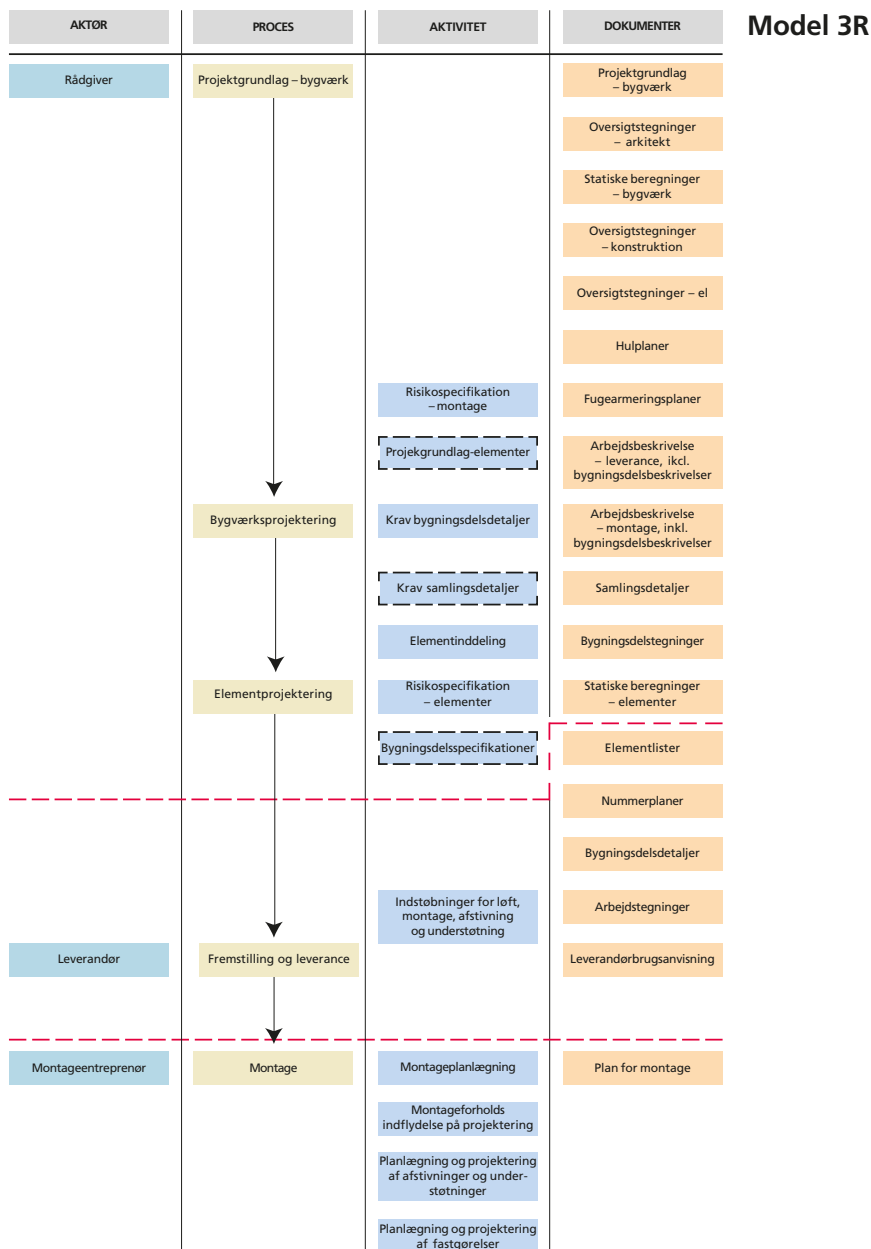 AKTØR
PROCES
AKTIVITET
DOKUMENTER
Model 3R
Rådgiver
Projektgrundlag – bygværk
Projektgrundlag
– bygværk
Oversigtstegninger
– arkitekt
Statiske beregninger
– bygværk
Oversigtstegninger
– konstruktion
Oversigtstegninger – el
Hulplaner
Risikospecifikation
– montage
Fugearmeringsplaner
Projekgrundlag-elementer
Arbejdsbeskrivelse
– leverance, ikcl.
bygningsdelsbeskrivelser
Bygværksprojektering
Krav bygningsdelsdetaljer
Arbejdsbeskrivelse
– montage, inkl.
bygningsdelsbeskrivelser
Krav samlingsdetaljer
Samlingsdetaljer
Elementinddeling
Bygningsdelstegninger
Elementprojektering
Risikospecifikation
– elementer
Statiske beregninger
– elementer
Bygningsdelsspecifikationer
Elementlister
Nummerplaner
Bygningsdelsdetaljer
Indstøbninger for løft,
montage, afstivning
og understøtning
Arbejdstegninger
Leverandør
Fremstilling og leverance
Leverandørbrugsanvisning
Montageentreprenør
Montage
Montageplanlægning
Plan for montage
Montageforholds
indflydelse på projektering
Planlægning og projektering
af afstivninger og under-
støtninger
Planlægning og projektering
af fastgørelser